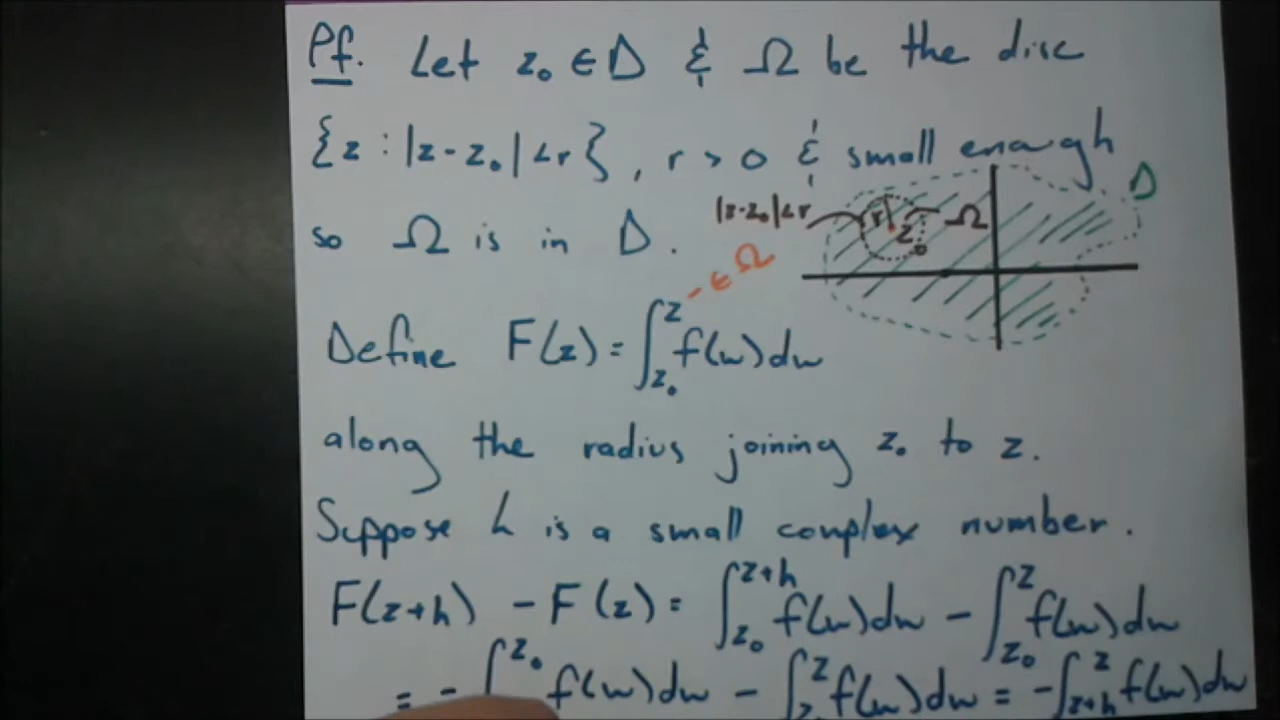 Pf. Let z₀ ∈ D & Ω be the disc
{z : |z - z₀| < r}, r > 0 & small enough
so Ω is in D.
|z-z₀|<r
r
z₀
Ω
D
Define F(z) = ∫_{z₀}^{z} f(w)dw
- ∈ Ω
along the radius joining z₀ to z.
Suppose h is a small complex number.
F(z+h) - F(z) = ∫_{z₀}^{z+h} f(w)dw - ∫_{z₀}^{z} f(w)dw
= - ∫^{z₀} f(w)dw - ∫^{z} f(w)dw = - ∫_{z+h}^{z} f(w)dw